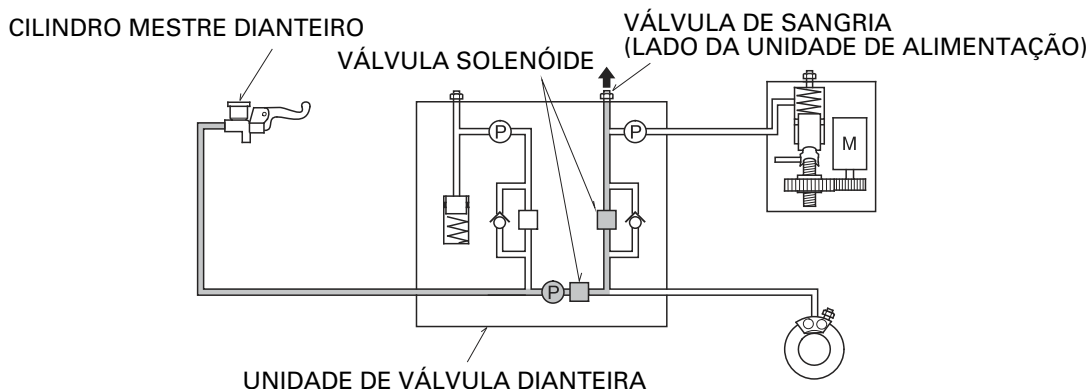 CILINDRO MESTRE DIANTEIRO
VÁLVULA SOLENÓIDE
VÁLVULA DE SANGRIA
(LADO DA UNIDADE DE ALIMENTAÇÃO)
P
P
M
P
UNIDADE DE VÁLVULA DIANTEIRA